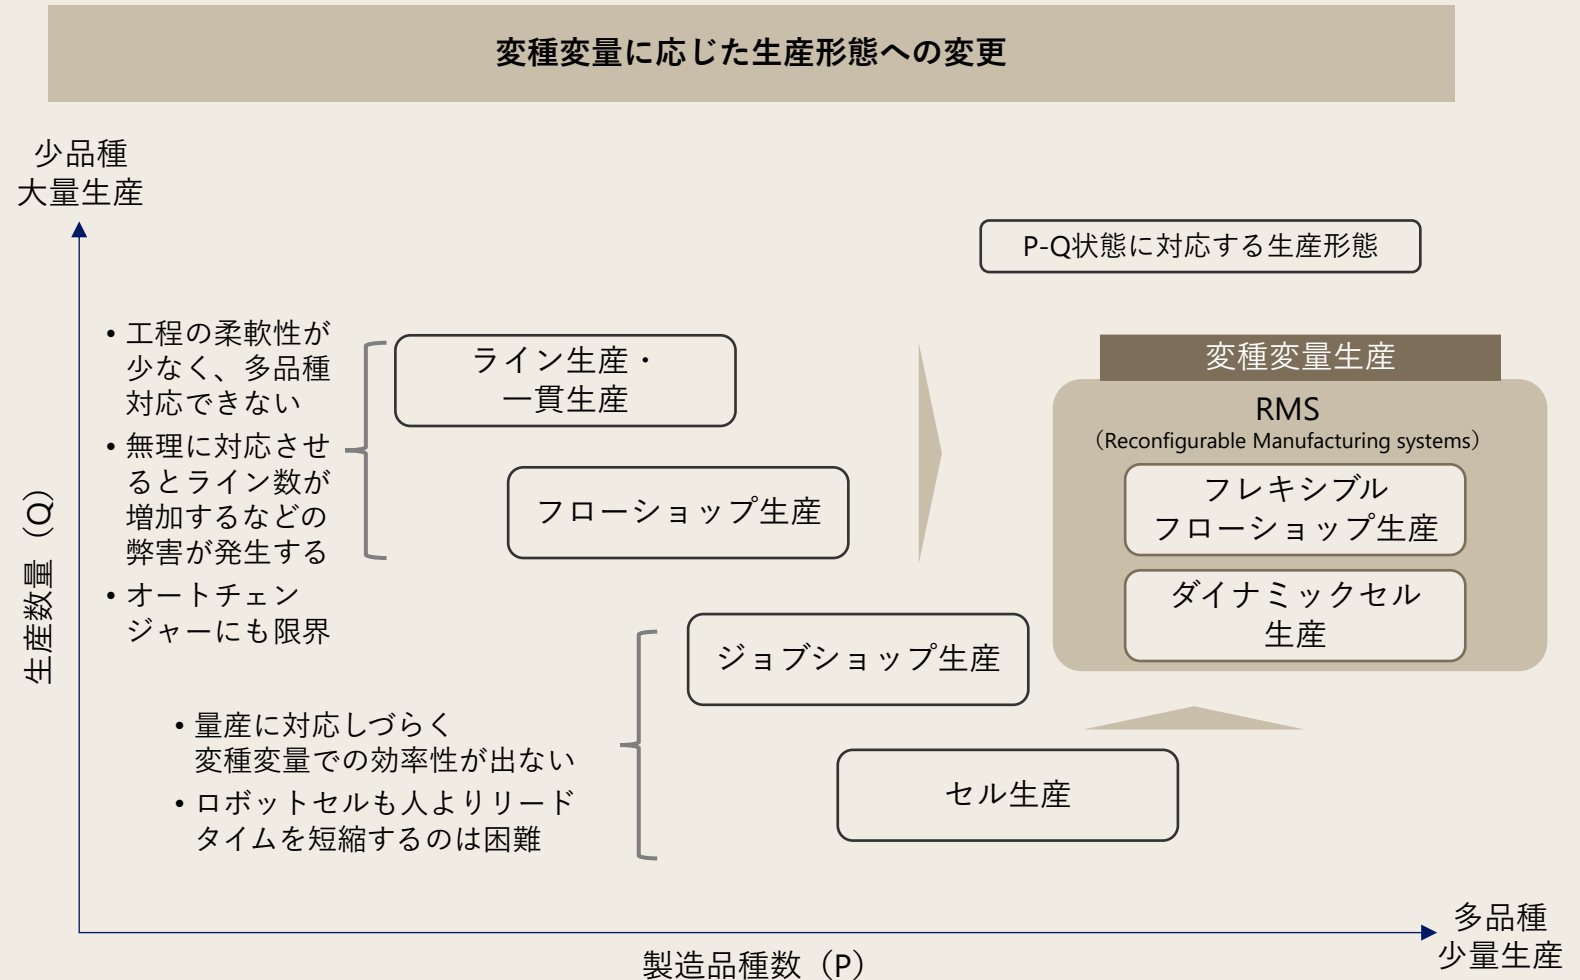 変種変量に応じた生産形態への変更
少品種
大量生産
P-Q状態に対応する生産形態
• 工程の柔軟性が
少なく、多品種
対応できない
• 無理に対応させ
るとライン数が
増加するなどの
弊害が発生する
• オートチェン
ジャーにも限界
ライン生産・
一貫生産
フローショップ生産
変種変量生産
RMS
（Reconfigurable Manufacturing systems）
フレキシブル
フローショップ生産
ダイナミックセル
生産
生産数量（Q）
ジョブショップ生産
• 量産に対応しづらく
変種変量での効率性が出ない
• ロボットセルも人よりリード
タイムを短縮するのは困難
セル生産
多品種
少量生産
製造品種数（P）